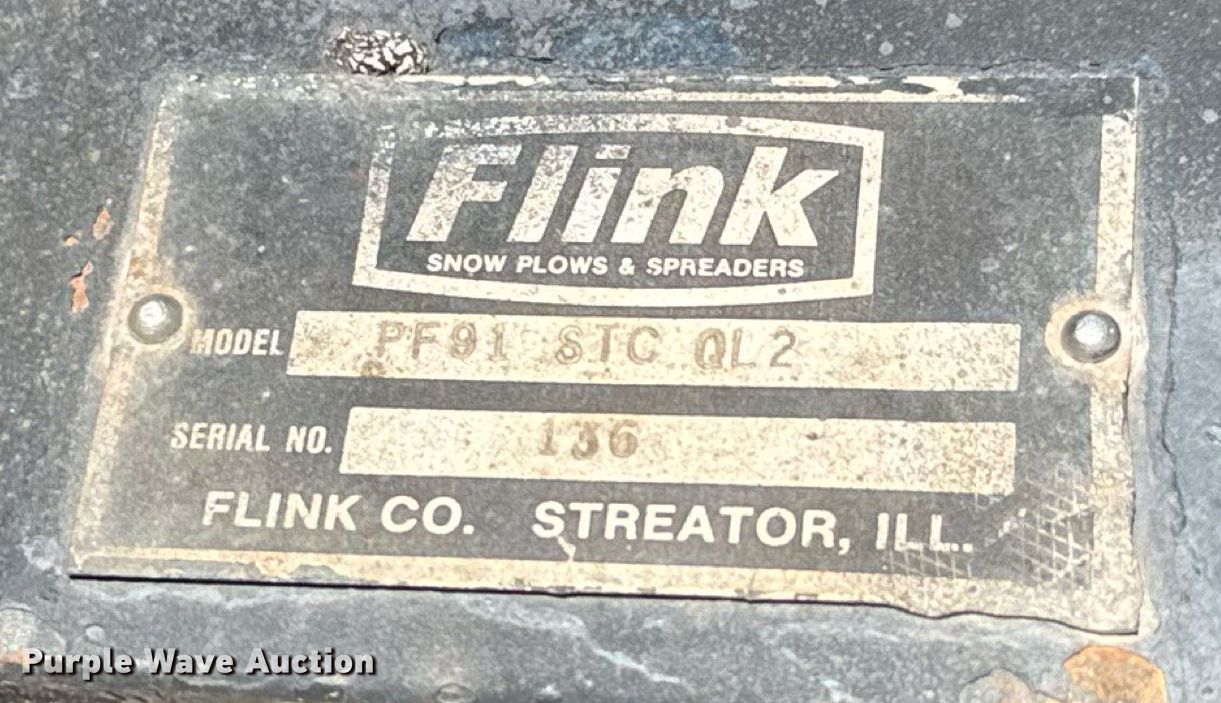 Flink
SNOW PLOWS & SPREADERS
MODEL PF91 STC QL2
SERIAL NO. 136
FLINK CO. STREATOR, ILL.
Purple Wave Auction